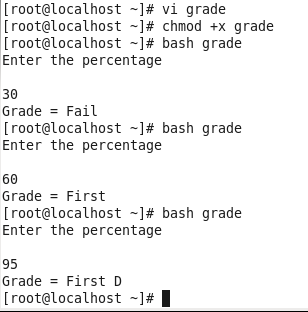 [root@localhost ~]# vi grade
[root@localhost ~]# chmod +x grade
[root@localhost ~]# bash grade
Enter the percentage
30
Grade = Fail
[root@localhost ~]# bash grade
Enter the percentage
60
Grade = First
[root@localhost ~]# bash grade
Enter the percentage
95
Grade = First D
[root@localhost ~]#